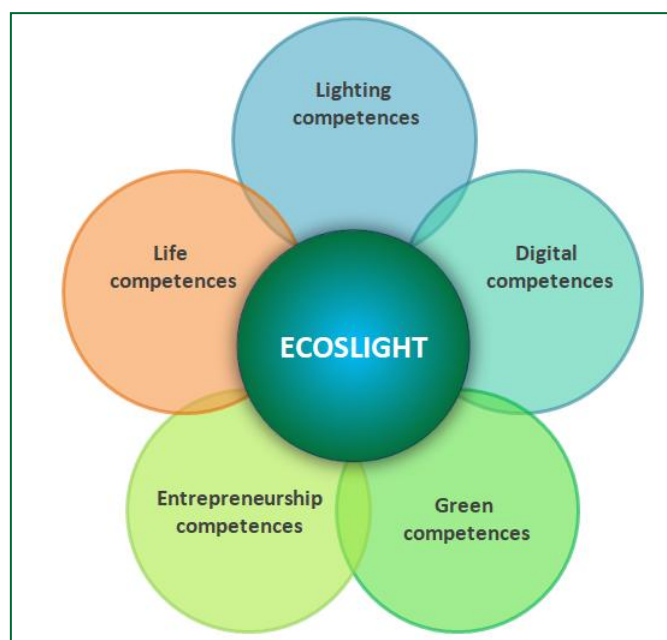 Lighting
competences
Life
competences
Digital
competences
ECOSLIGHT
Entrepreneurship
competences
Green
competences